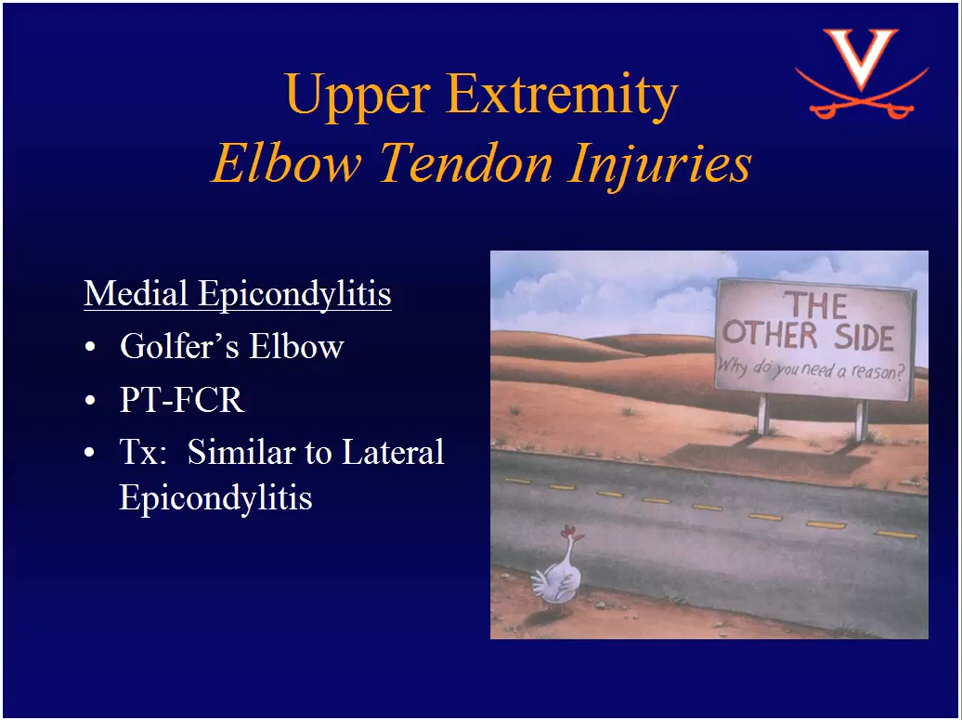 Upper Extremity
Elbow Tendon Injuries
Medial Epicondylitis
• Golfer’s Elbow
• PT-FCR
• Tx: Similar to Lateral
Epicondylitis
THE
OTHER SIDE
Why do you need a reason?
V